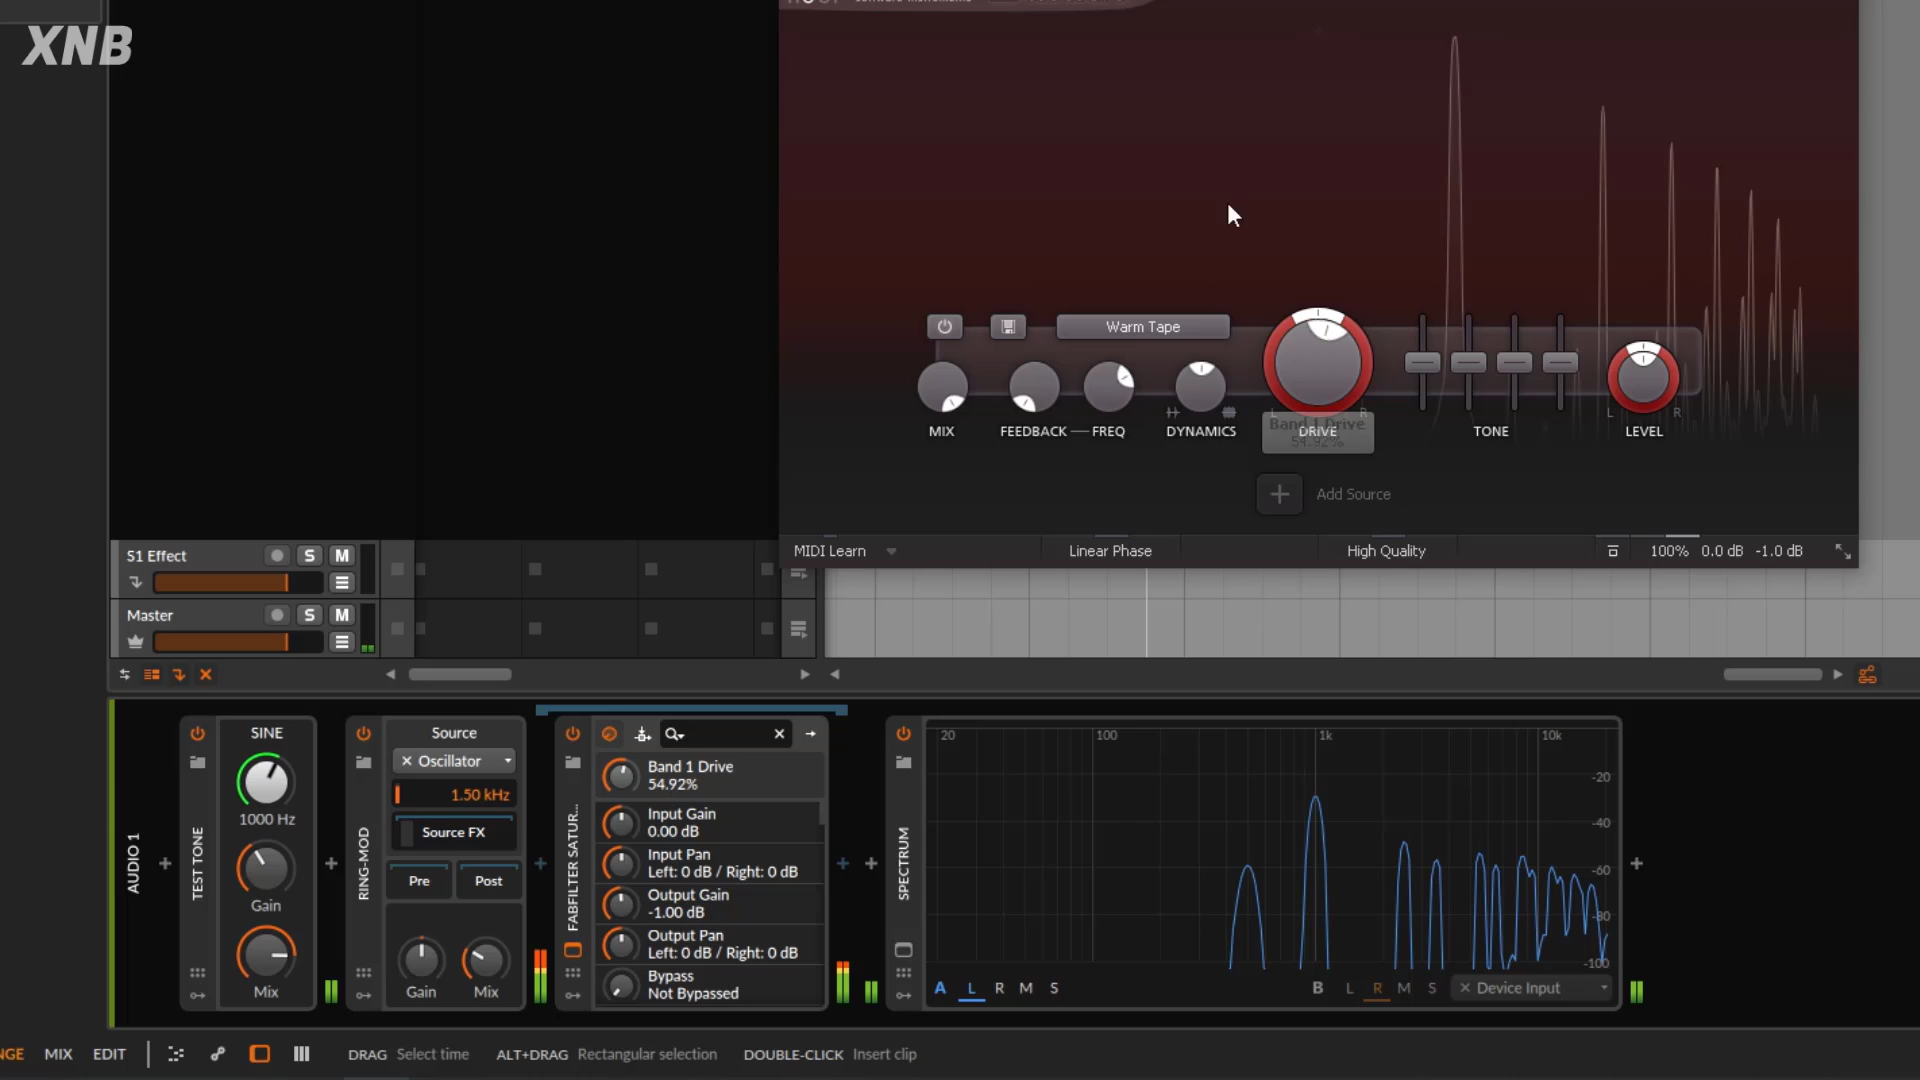 XNB
Warm Tape
MIX
FEEDBACK
FREQ
DYNAMICS
L
R
DRIVE
Band 1 Drive
54.92%
TONE
L
R
LEVEL
Add Source
MIDI Learn
Linear Phase
High Quality
100%
0.0 dB
-1.0 dB
S1 Effect
S
M
Master
S
M
AUDIO 1
TEST TONE
SINE
1000 Hz
Gain
Mix
RING-MOD
Source
Oscillator
1.50 kHz
Source FX
Pre
Post
Gain
Mix
FABFILTER SATUR...
Band 1 Drive
54.92%
Input Gain
0.00 dB
Input Pan
Left: 0 dB / Right: 0 dB
Output Gain
-1.00 dB
Output Pan
Left: 0 dB / Right: 0 dB
Bypass
Not Bypassed
SPECTRUM
20
100
1k
10k
-20
-40
-60
-80
-100
A
L
R
M
S
B
L
R
M
S
Device Input
MIX
EDIT
DRAG Select time
ALT+DRAG Rectangular selection
DOUBLE-CLICK Insert clip